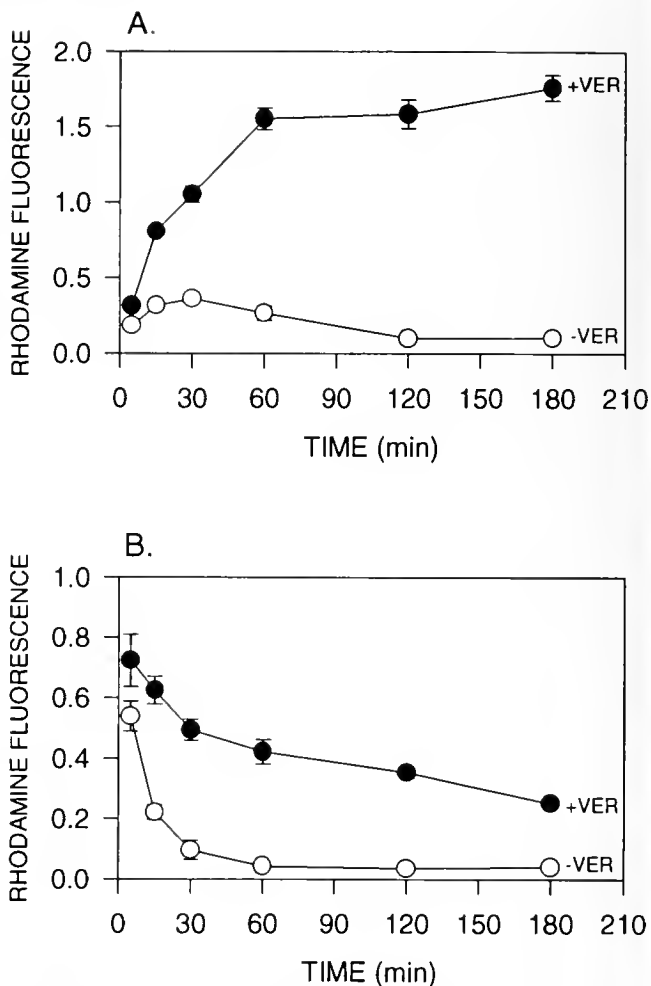 A.
RHODAMINE FLUORESCENCE
2.0
1.5
1.0
0.5
0.0
+VER
-VER
0 30 60 90 120 150 180 210
TIME (min)
B.
RHODAMINE FLUORESCENCE
1.0
0.8
0.6
0.4
0.2
0.0
+VER
-VER
0 30 60 90 120 150 180 210
TIME (min)